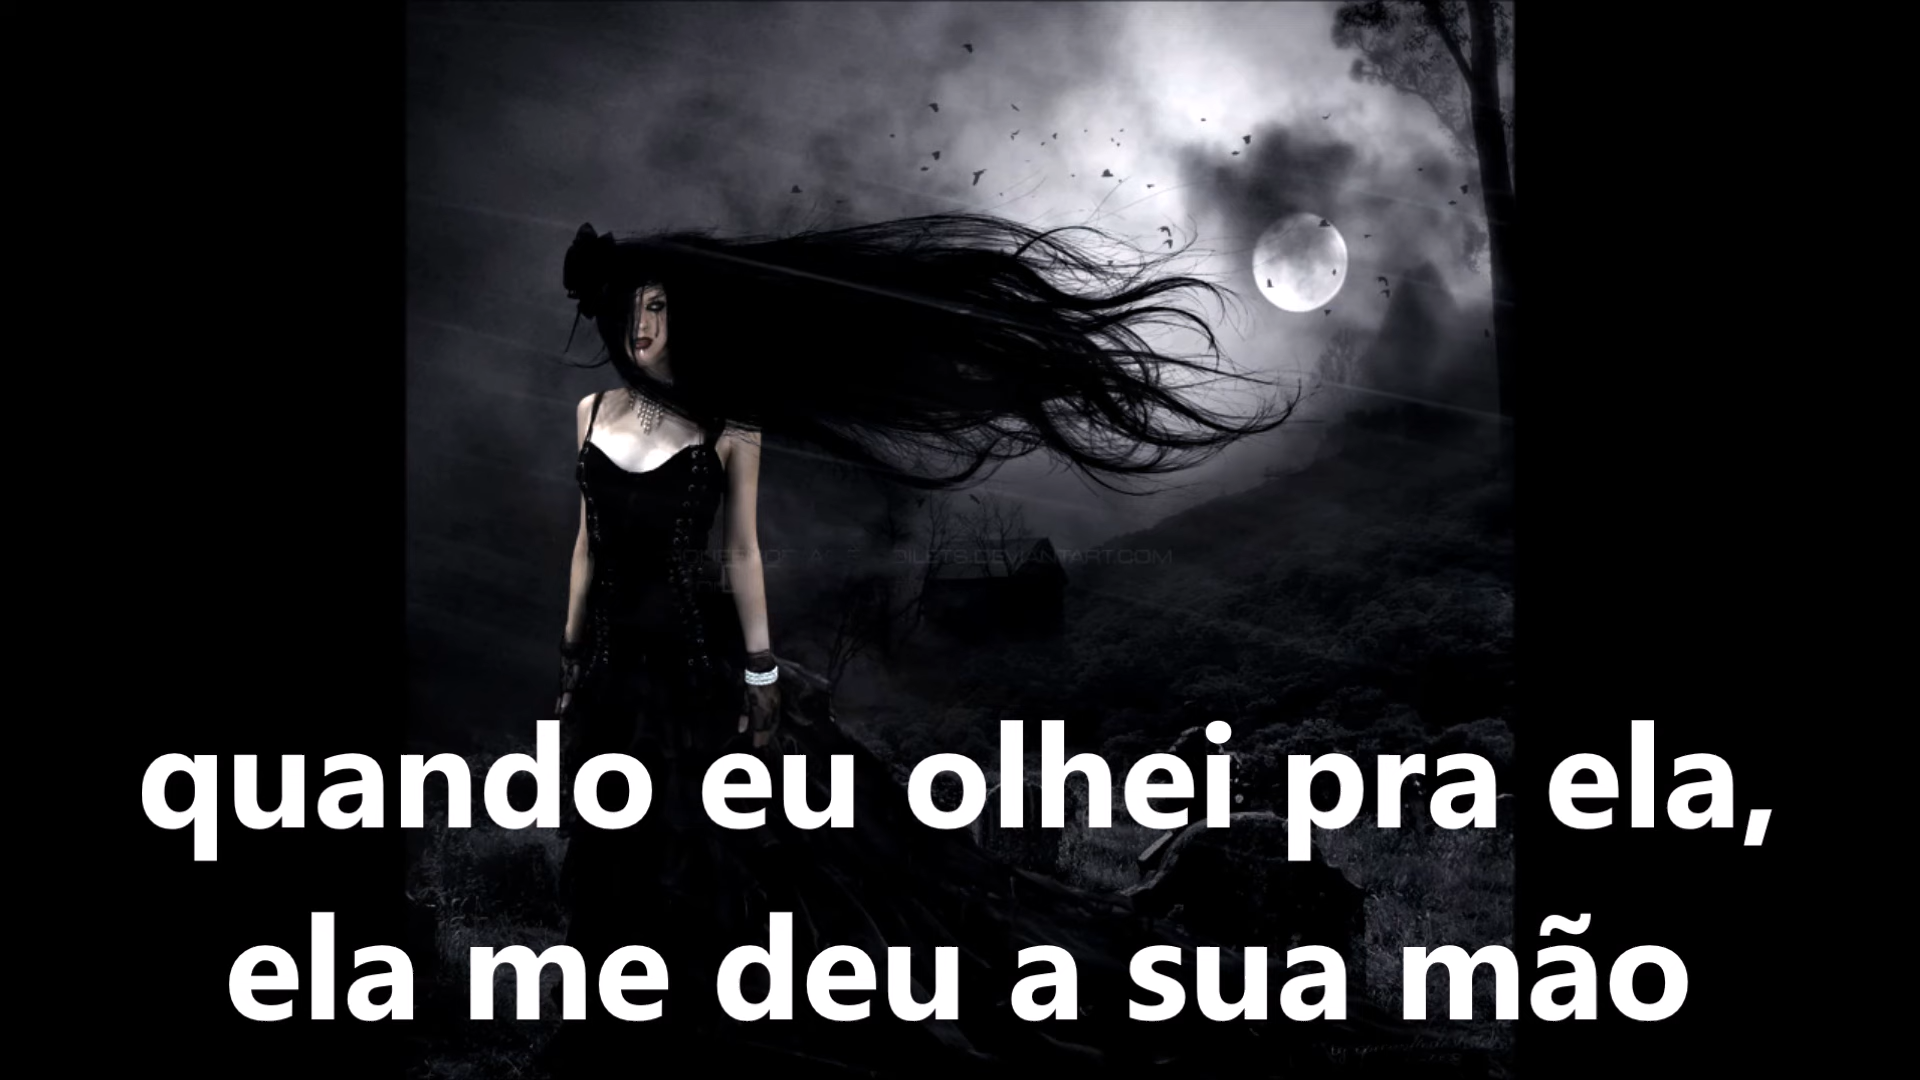 quando eu olhei pra ela,
ela me deu a sua mão